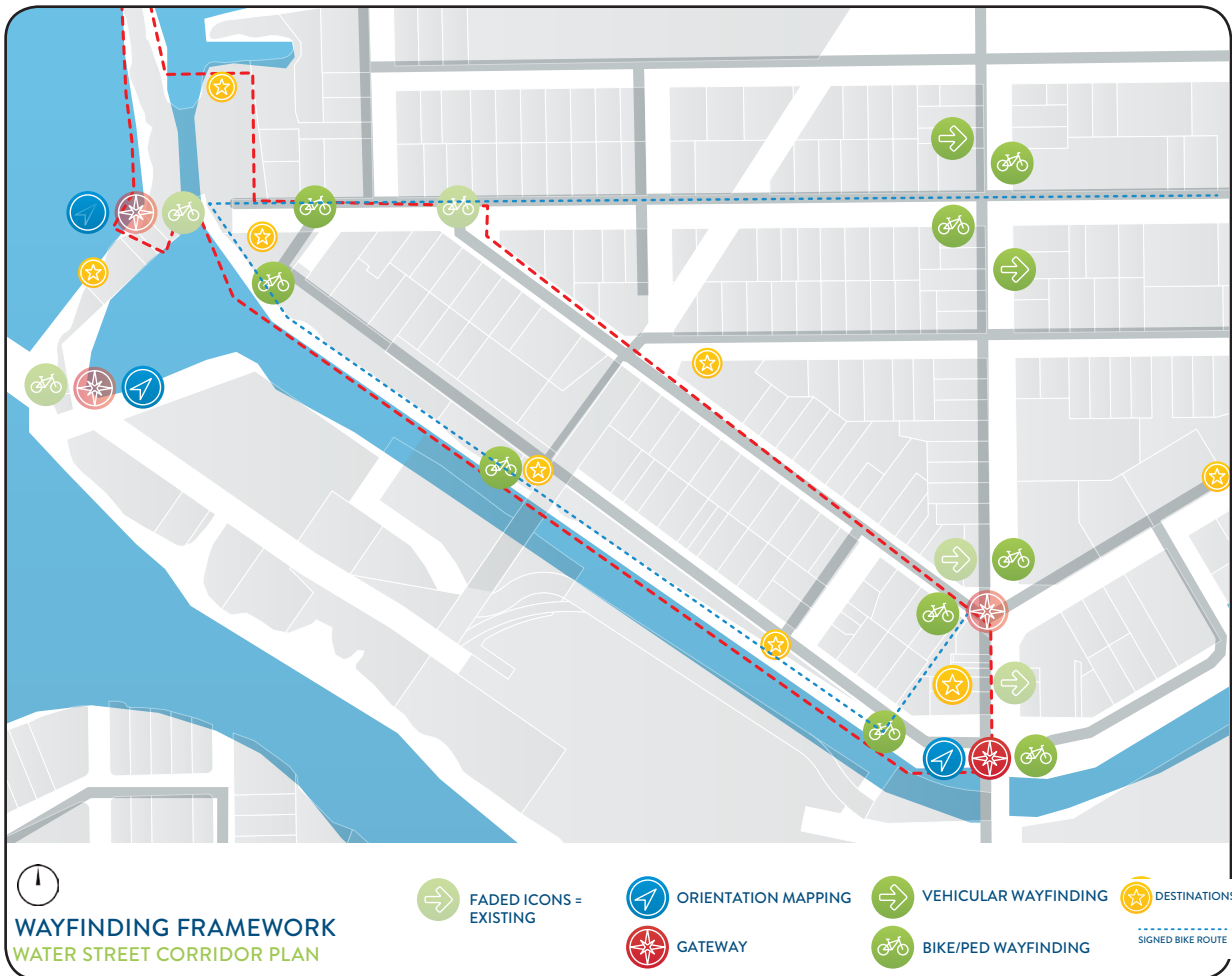 WAYFINDING FRAMEWORK
WATER STREET CORRIDOR PLAN
FADED ICONS =
EXISTING
ORIENTATION MAPPING
GATEWAY
VEHICULAR WAYFINDING
BIKE/PED WAYFINDING
DESTINATIONS
SIGNED BIKE ROUTE